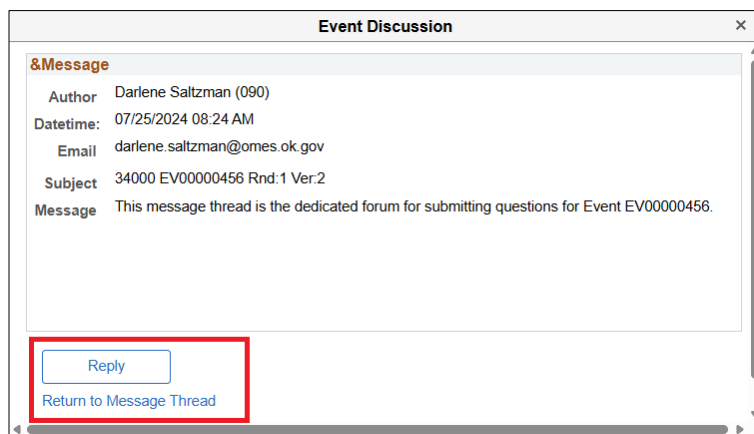 Event Discussion ×
&Message
Author Darlene Saltzman (090)
Datetime: 07/25/2024 08:24 AM
Email darlene.saltzman@omes.ok.gov
Subject 34000 EV00000456 Rnd:1 Ver:2
Message This message thread is the dedicated forum for submitting questions for Event EV00000456.
Reply
Return to Message Thread